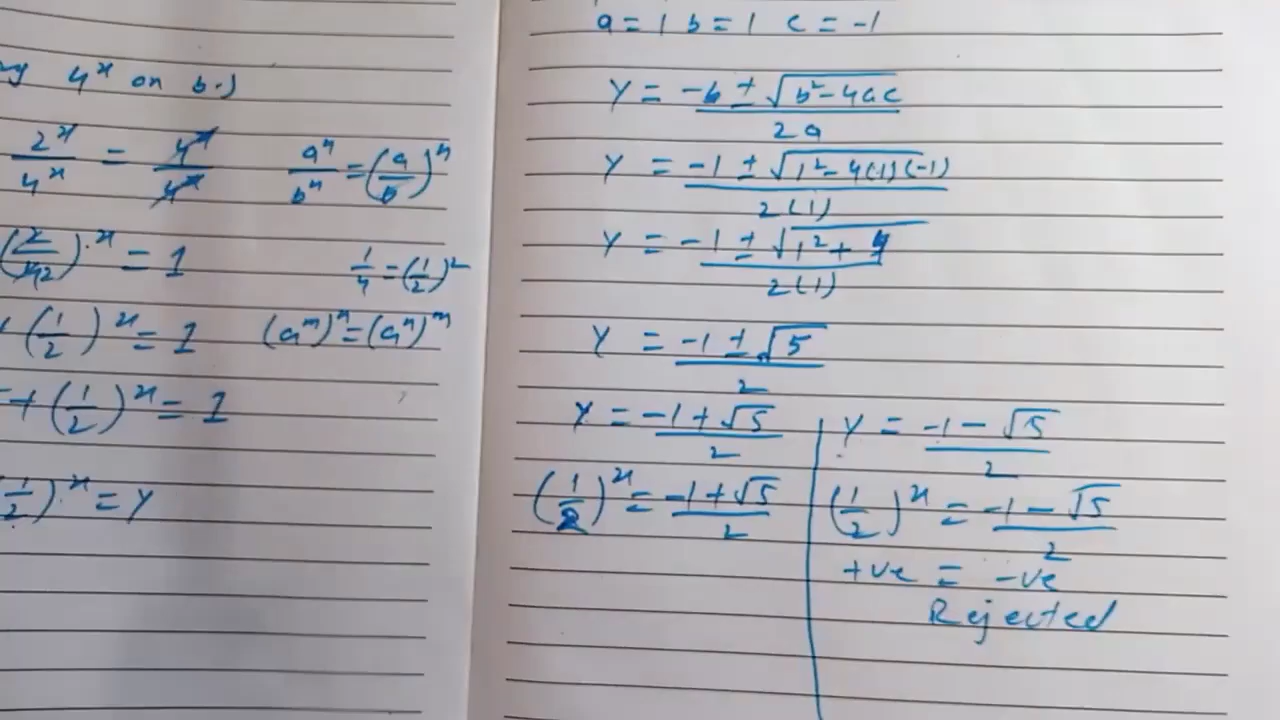 4^x on b.s
2^x/4^x = 4^x/4^x a^n/b^n = (a/b)^n
(2/42)^x = 1 1/4 = (1/2)^2
(1/2)^x = 1 (a^m)^n = (a^n)^m
+ (1/2)^x = 1
(1/2)^x = y
a = 1 b = 1 c = -1
y = -b ± √b²-4ac / 2a
y = -1 ± √1²-4(1)(-1) / 2(1)
y = -1 ± √1²+4 / 2(1)
y = -1 ± √5 / 2
y = -1+√5 / 2
(1/2)^x = -1+√5 / 2
y = -1-√5 / 2
(1/2)^x = -1-√5 / 2
+ve = -ve
Rejected